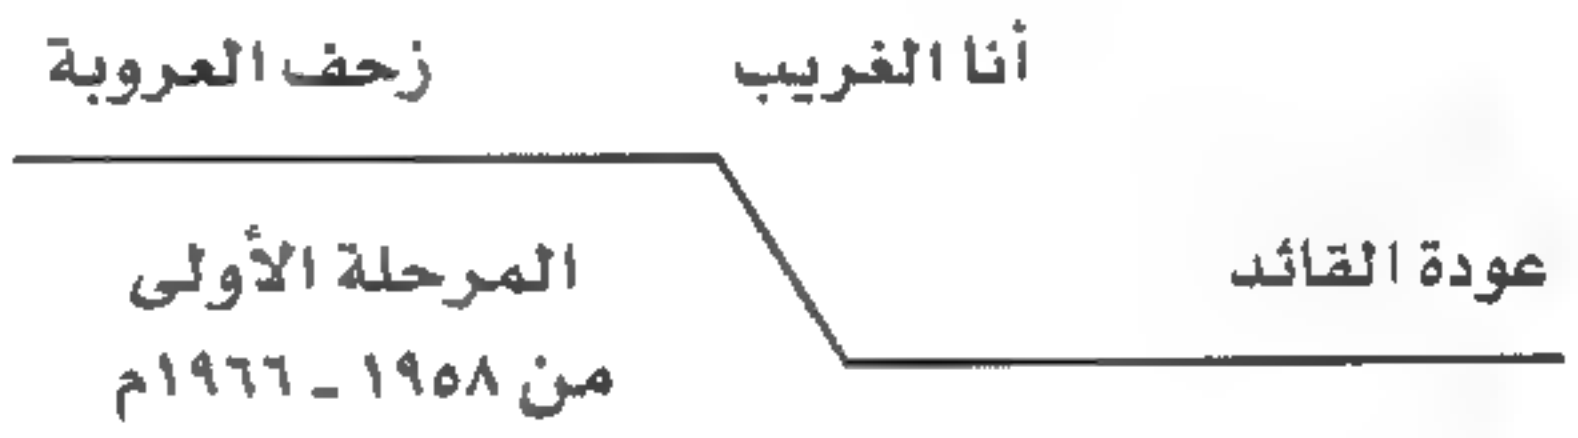 أنا الغريب
زحف العروبة
عودة القائد
المرحلة الأولى
من ١٩٥٨ ـ ١٩٦٦م